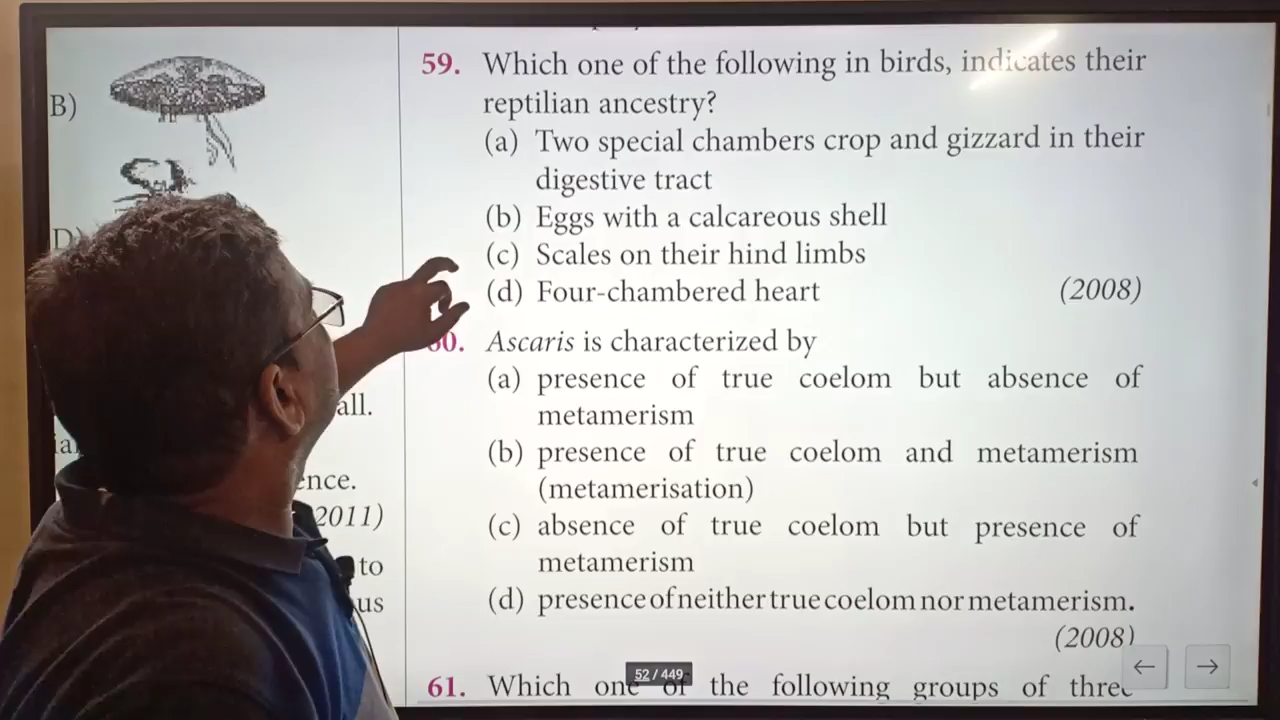 B)
D)
all.
ence.
2011)
to
us
59. Which one of the following in birds, indicates their
reptilian ancestry?
(a) Two special chambers crop and gizzard in their
digestive tract
(b) Eggs with a calcareous shell
(c) Scales on their hind limbs
(d) Four-chambered heart (2008)
60. Ascaris is characterized by
(a) presence of true coelom but absence of
metamerism
(b) presence of true coelom and metamerism
(metamerisation)
(c) absence of true coelom but presence of
metamerism
(d) presence of neither true coelom nor metamerism.
(2008)
52 / 449
61. Which one of the following groups of three